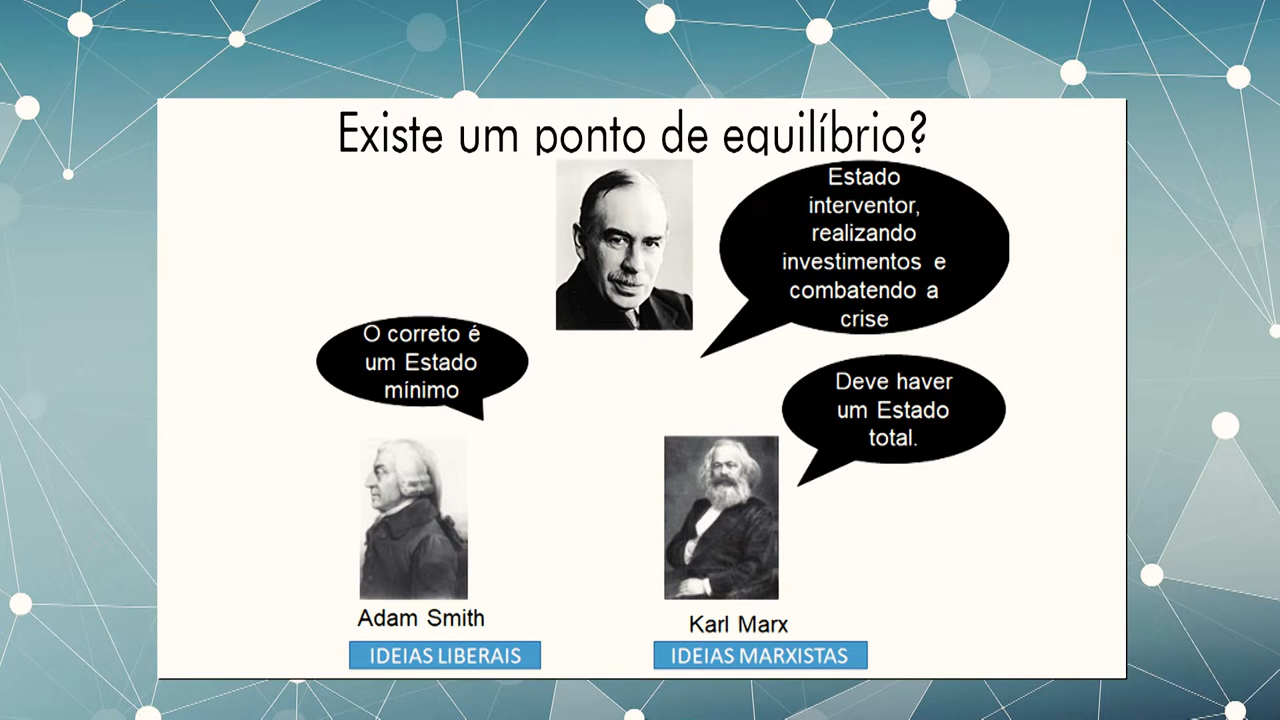 Existe um ponto de equilíbrio?
Estado
interventor,
realizando
investimentos e
combatendo a
crise
O correto é
um Estado
mínimo
Deve haver
um Estado
total.
Adam Smith
Karl Marx
IDEIAS LIBERAIS
IDEIAS MARXISTAS